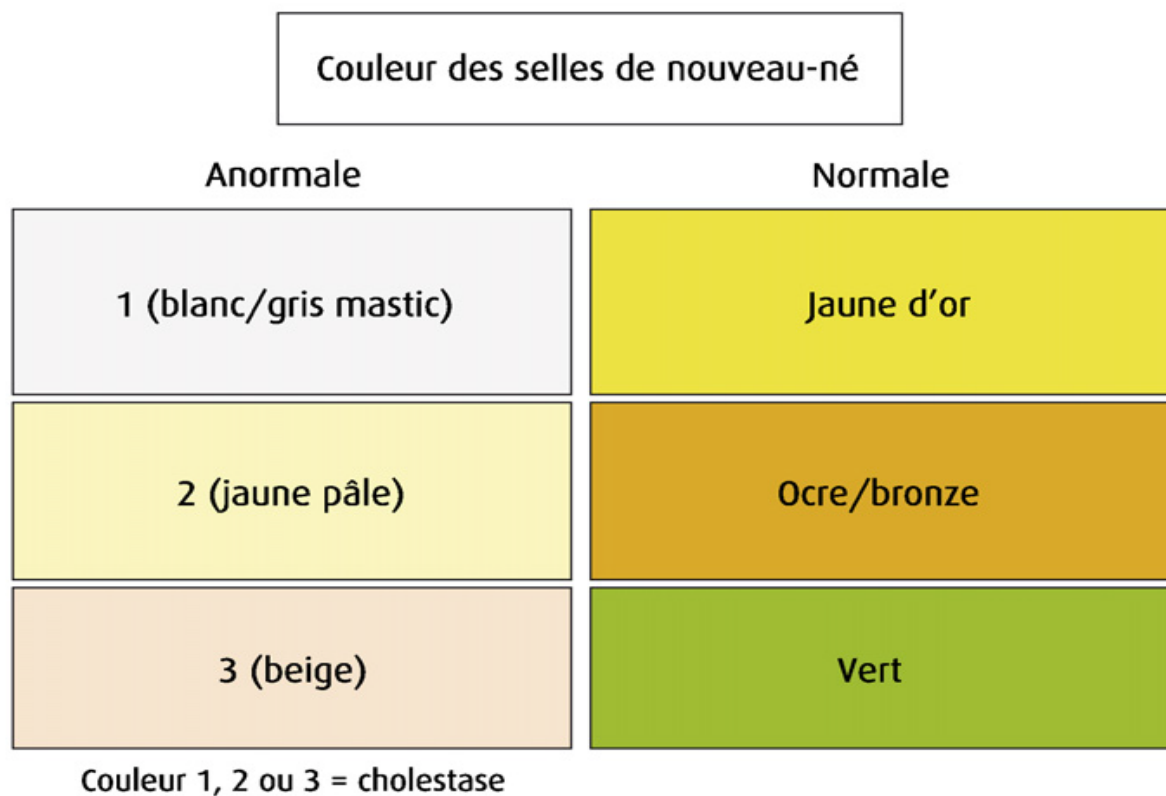 Couleur des selles de nouveau-né
Anormale
Normale
1 (blanc/gris mastic)
Jaune d'or
2 (jaune pâle)
Ocre/bronze
3 (beige)
Vert
Couleur 1, 2 ou 3 = cholestase